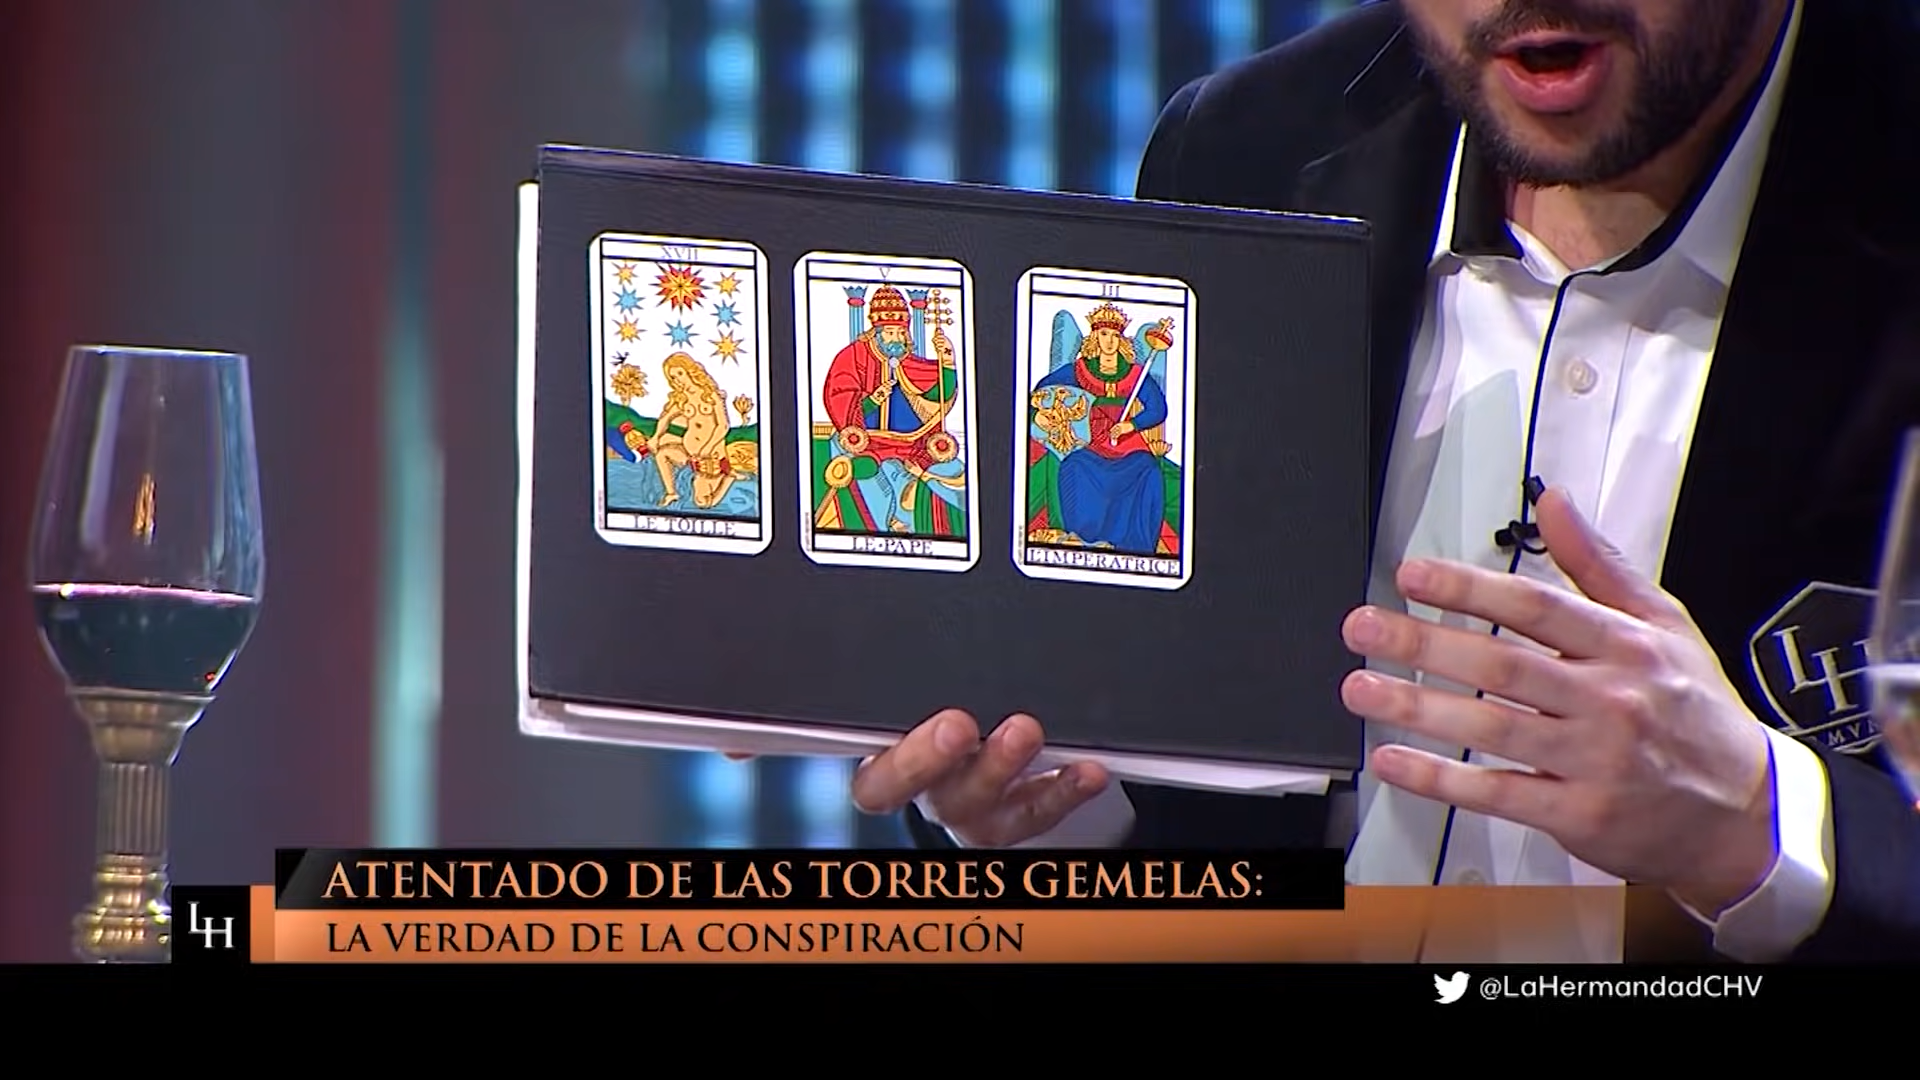 XVII
LE TOILLE
V
LE·PAPE
III
L'IMPERATRICE
LH
ATENTADO DE LAS TORRES GEMELAS:
LH
LA VERDAD DE LA CONSPIRACIÓN
@LaHermandadCHV